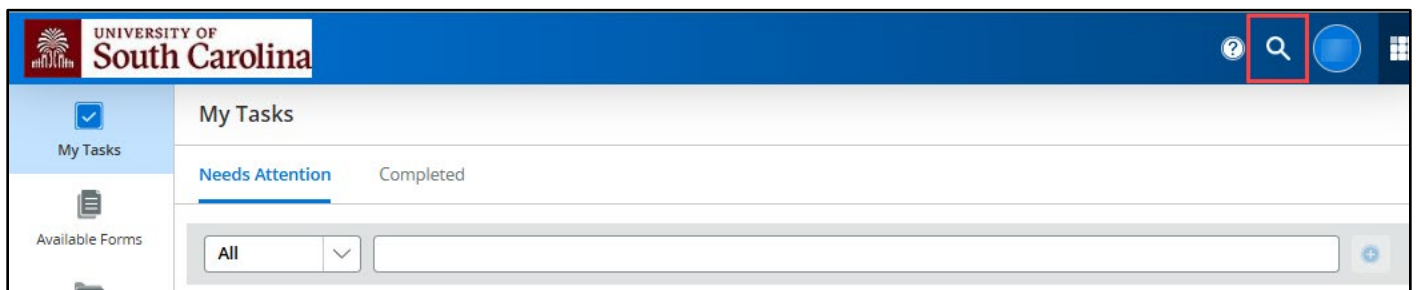 UNIVERSITY OF
South Carolina
?
My Tasks
Available Forms
My Tasks
Needs Attention
Completed
All